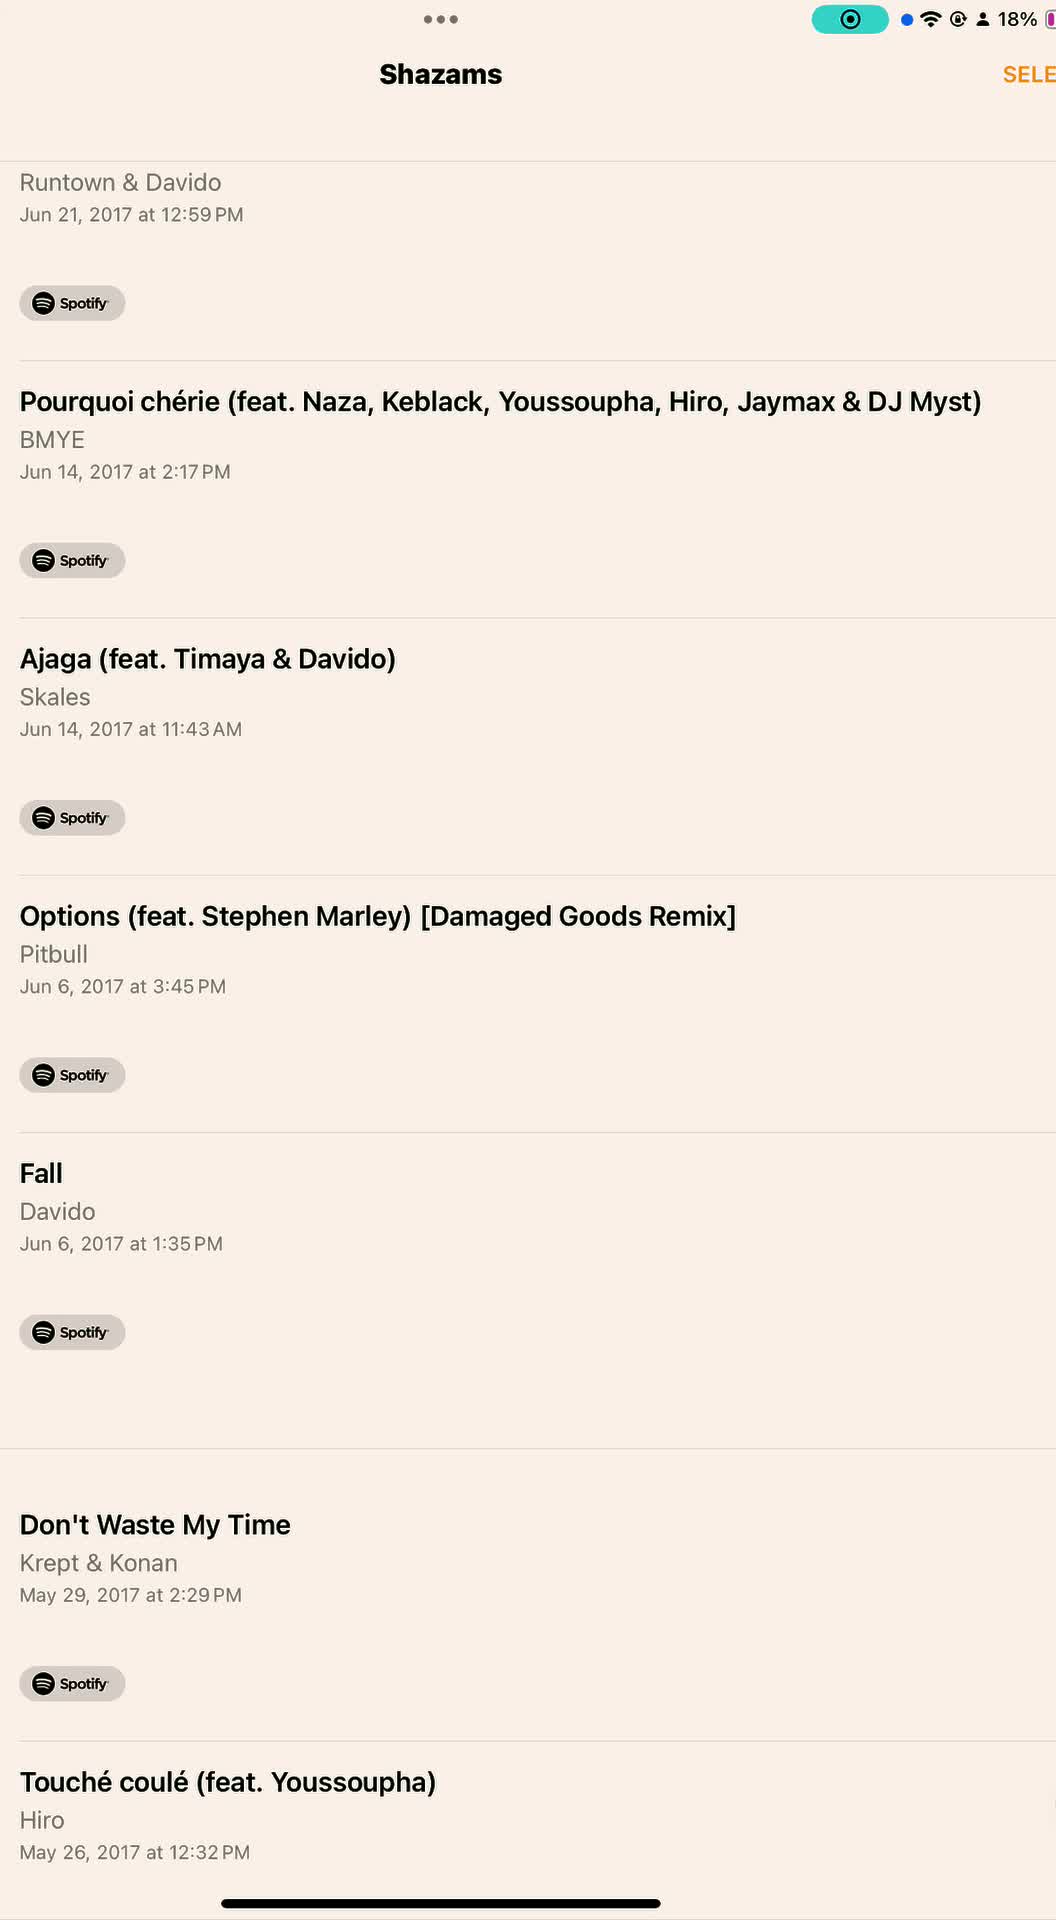 18%
Shazams
SELE
Runtown & Davido
Jun 21, 2017 at 12:59 PM
Spotify
Pourquoi chérie (feat. Naza, Keblack, Youssoupha, Hiro, Jaymax & DJ Myst)
BMYE
Jun 14, 2017 at 2:17 PM
Spotify
Ajaga (feat. Timaya & Davido)
Skales
Jun 14, 2017 at 11:43 AM
Spotify
Options (feat. Stephen Marley) [Damaged Goods Remix]
Pitbull
Jun 6, 2017 at 3:45 PM
Spotify
Fall
Davido
Jun 6, 2017 at 1:35 PM
Spotify
Don't Waste My Time
Krept & Konan
May 29, 2017 at 2:29 PM
Spotify
Touché coulé (feat. Youssoupha)
Hiro
May 26, 2017 at 12:32 PM